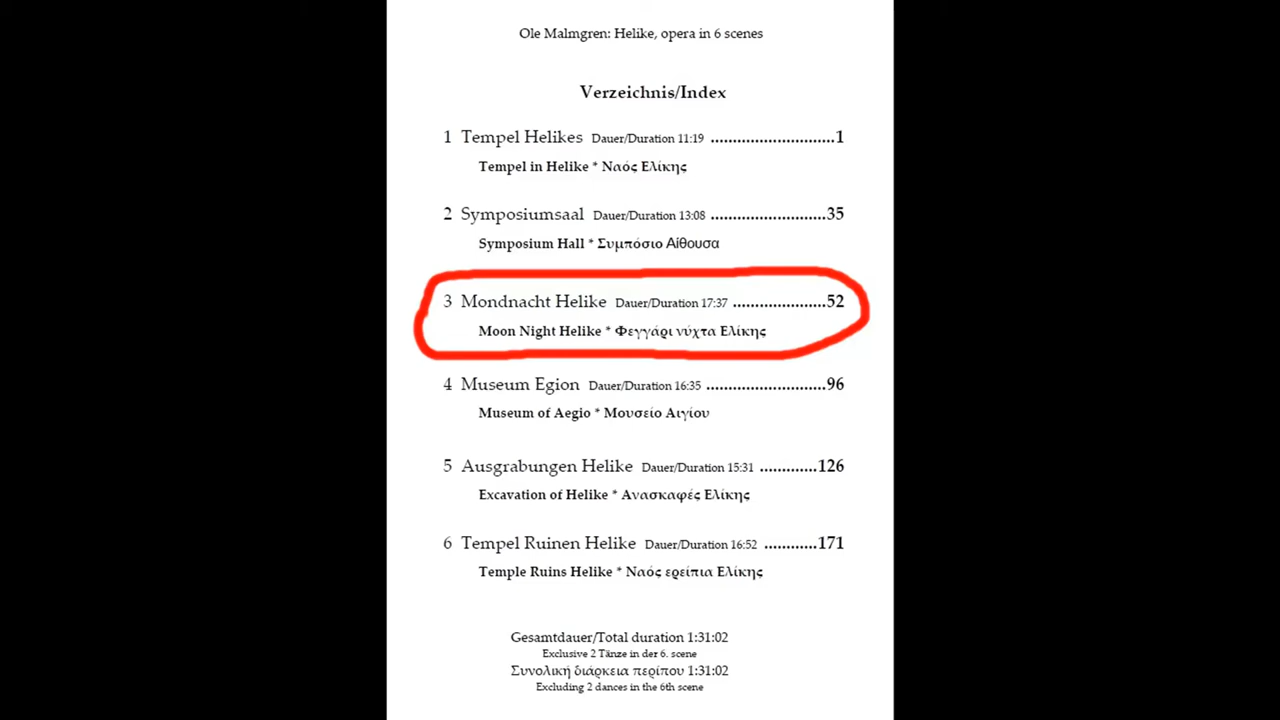 Ole Malmgren: Helike, opera in 6 scenes
Verzeichnis/Index
1 Tempel Helikes Dauer/Duration 11:19 ............................1
Tempel in Helike * Ναός Ελίκης
2 Symposiumsaal Dauer/Duration 13:08 ..........................35
Symposium Hall * Συμπόσιο Αίθουσα
3 Mondnacht Helike Dauer/Duration 17:37 .....................52
Moon Night Helike * Φεγγάρι νύχτα Ελίκης
4 Museum Egion Dauer/Duration 16:35 ...........................96
Museum of Aegio * Μουσείο Αιγίου
5 Ausgrabungen Helike Dauer/Duration 15:31 .............126
Excavation of Helike * Ανασκαφές Ελίκης
6 Tempel Ruinen Helike Dauer/Duration 16:52 ............171
Temple Ruins Helike * Ναός ερείπια Ελίκης
Gesamtdauer/Total duration 1:31:02
Exclusive 2 Tänze in der 6. scene
Συνολική διάρκεια περίπου 1:31:02
Excluding 2 dances in the 6th scene